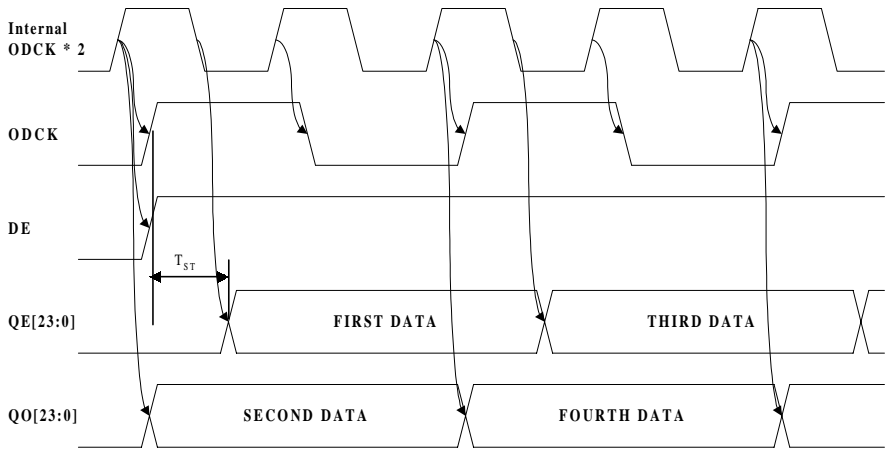 Internal
ODCK * 2
ODCK
DE
T_ST
QE[23:0]
FIRST DATA
THIRD DATA
QO[23:0]
SECOND DATA
FOURTH DATA